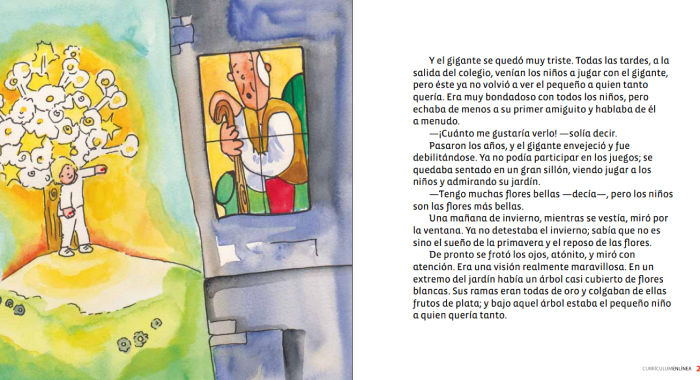 Y el gigante se quedó muy triste. Todas las tardes, a la
salida del colegio, venían los niños a jugar con el gigante,
pero éste ya no volvió a ver el pequeño a quien tanto
quería. Era muy bondadoso con todos los niños, pero
echaba de menos a su primer amiguito y hablaba de él
a menudo.
—¡Cuánto me gustaría verlo! —solía decir.
Pasaron los años, y el gigante envejeció y fue
debilitándose. Ya no podía participar en los juegos; se
quedaba sentado en un gran sillón, viendo jugar a los
niños y admirando su jardín.
—Tengo muchas flores bellas —decía—, pero los niños
son las flores más bellas.
Una mañana de invierno, mientras se vestía, miró por
la ventana. Ya no detestaba el invierno; sabía que no es
sino el sueño de la primavera y el reposo de las flores.
De pronto se frotó los ojos, atónito, y miró con
atención. Era una visión realmente maravillosa. En un
extremo del jardín había un árbol casi cubierto de flores
blancas. Sus ramas eran todas de oro y colgaban de ellas
frutos de plata; y bajo aquel árbol estaba el pequeño niño
a quien quería tanto.
CURRÍCULUMENLÍNEA 2